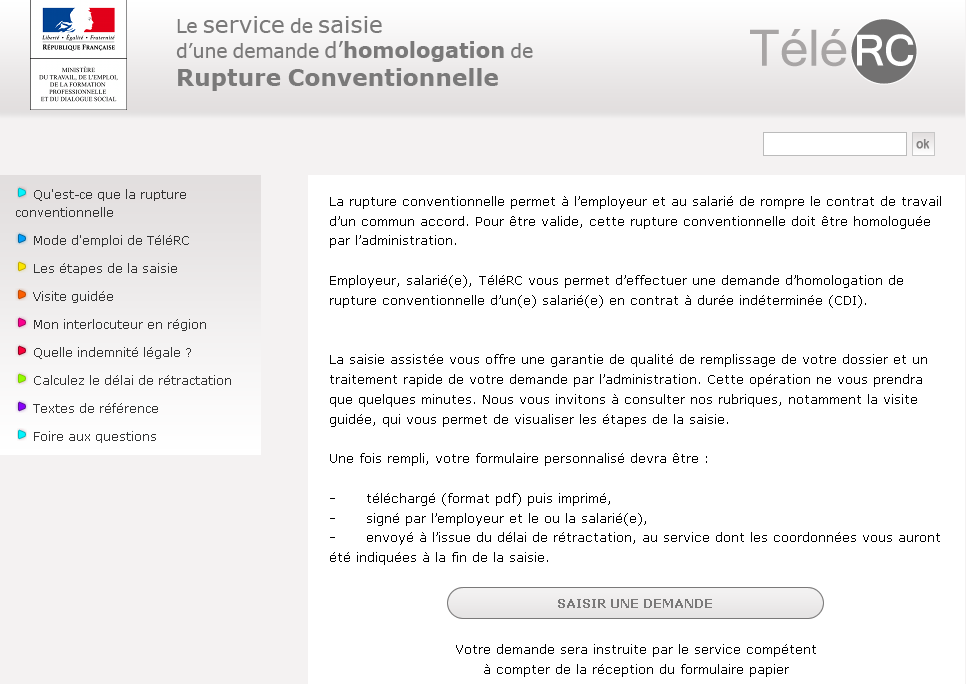 Liberté • Égalité • Fraternité
RÉPUBLIQUE FRANÇAISE
MINISTÈRE
DU TRAVAIL, DE L'EMPLOI,
DE LA FORMATION
PROFESSIONNELLE
ET DU DIALOGUE SOCIAL
Le service de saisie
d'une demande d'homologation de
Rupture Conventionnelle
TéléRC
ok
Qu'est-ce que la rupture
conventionnelle
Mode d'emploi de TéléRC
Les étapes de la saisie
Visite guidée
Mon interlocuteur en région
Quelle indemnité légale ?
Calculez le délai de rétractation
Textes de référence
Foire aux questions
La rupture conventionnelle permet à l'employeur et au salarié de rompre le contrat de travail
d'un commun accord. Pour être valide, cette rupture conventionnelle doit être homologuée
par l'administration.
Employeur, salarié(e), TéléRC vous permet d'effectuer une demande d'homologation de
rupture conventionnelle d'un(e) salarié(e) en contrat à durée indéterminée (CDI).
La saisie assistée vous offre une garantie de qualité de remplissage de votre dossier et un
traitement rapide de votre demande par l'administration. Cette opération ne vous prendra
que quelques minutes. Nous vous invitons à consulter nos rubriques, notamment la visite
guidée, qui vous permet de visualiser les étapes de la saisie.
Une fois rempli, votre formulaire personnalisé devra être :
- téléchargé (format pdf) puis imprimé,
- signé par l'employeur et le ou la salarié(e),
- envoyé à l'issue du délai de rétractation, au service dont les coordonnées vous auront
été indiquées à la fin de la saisie.
SAISIR UNE DEMANDE
Votre demande sera instruite par le service compétent
à compter de la réception du formulaire papier